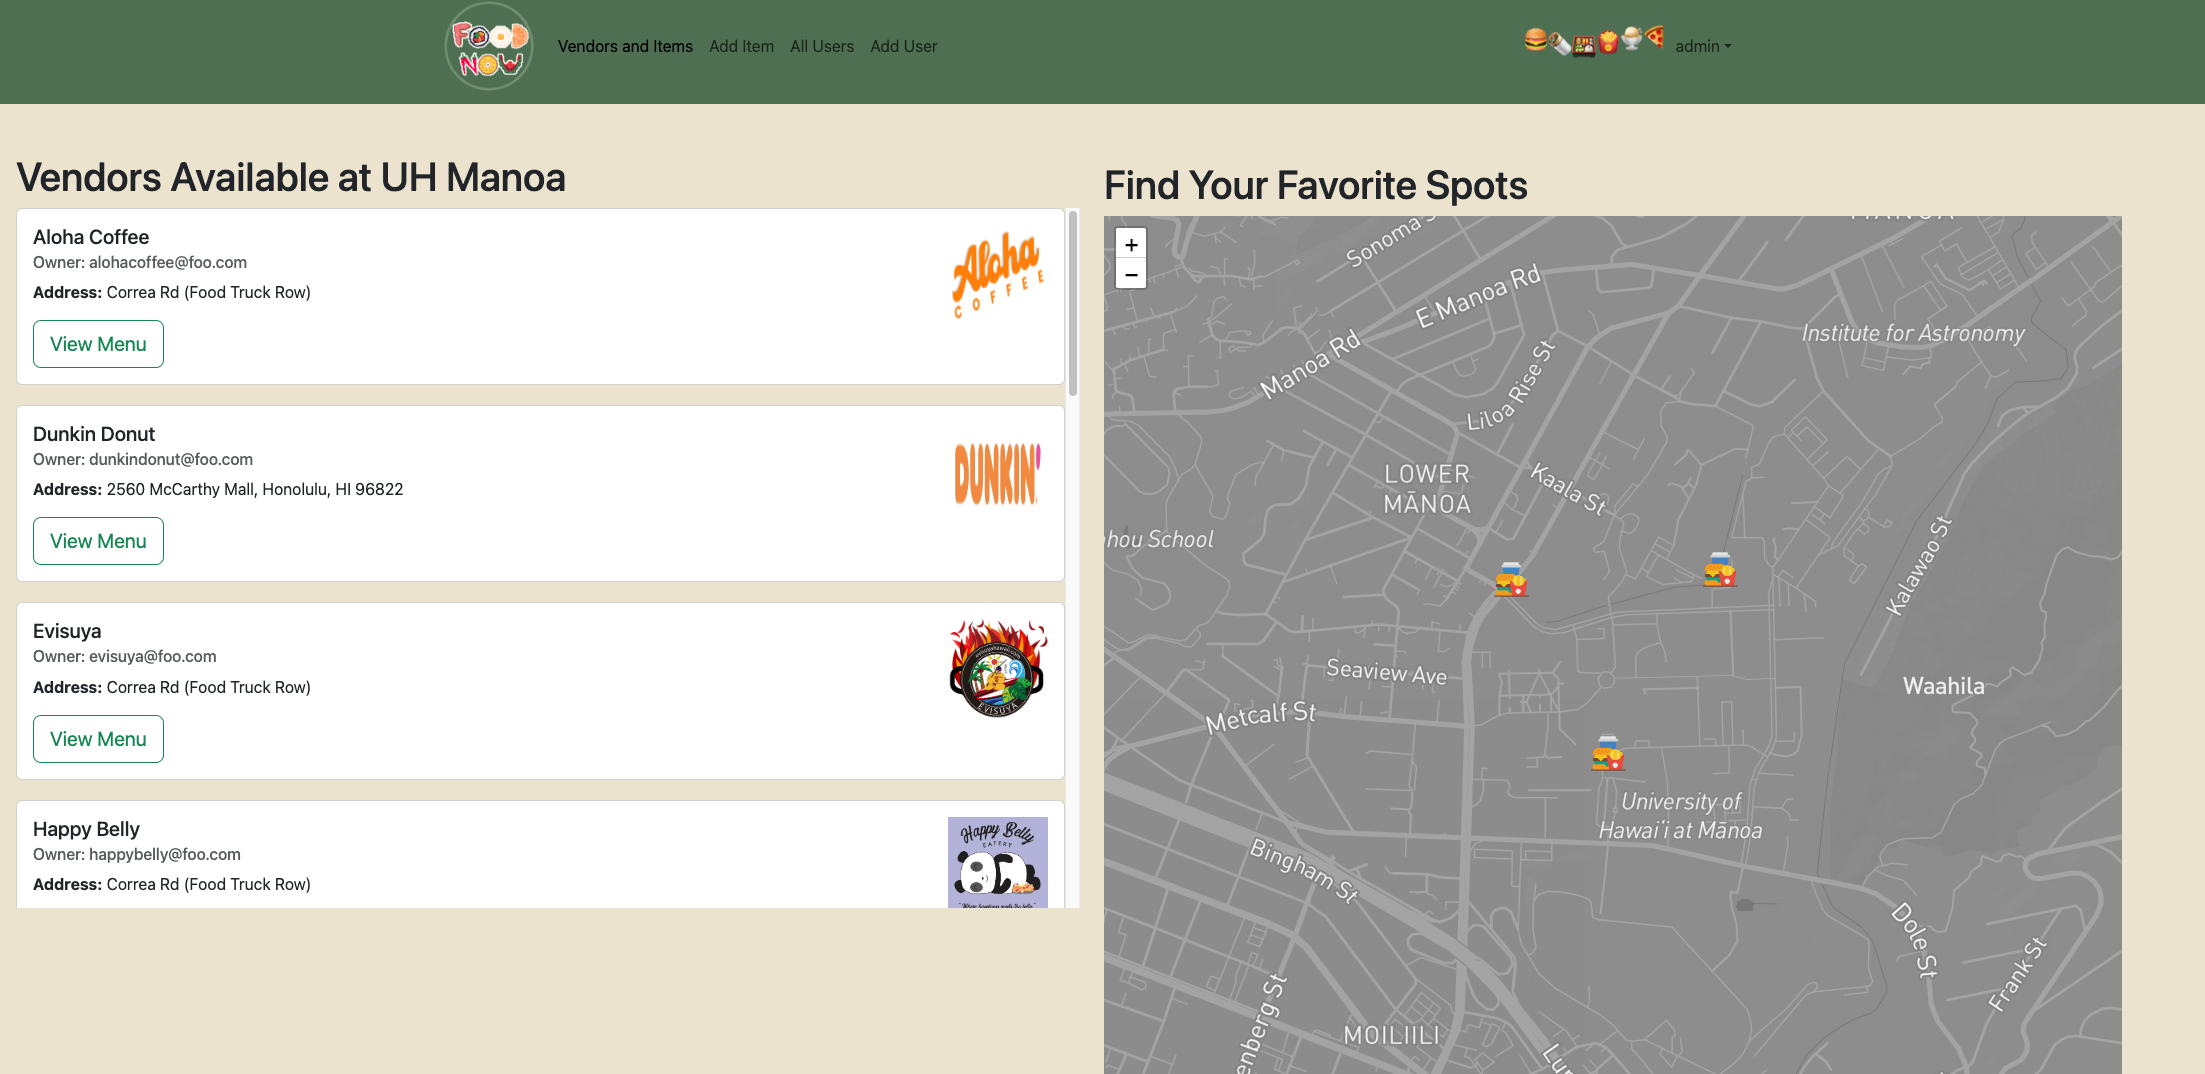 FOOD
NOW
Vendors and Items
Add Item
All Users
Add User
admin
Vendors Available at UH Manoa
Aloha Coffee
Owner: alohacoffee@foo.com
Address: Correa Rd (Food Truck Row)
View Menu
Aloha
COFFEE
Dunkin Donut
Owner: dunkindonut@foo.com
Address: 2560 McCarthy Mall, Honolulu, HI 96822
View Menu
DUNKIN'
Evisuya
Owner: evisuya@foo.com
Address: Correa Rd (Food Truck Row)
View Menu
evisuyahawaii.com
EVISUYA
Happy Belly
Owner: happybelly@foo.com
Address: Correa Rd (Food Truck Row)
Happy Belly
EATERY
Find Your Favorite Spots
+
−
MANOA
Sonoma S
E Manoa Rd
Manoa Rd
Institute for Astronomy
Liloa Rise St
LOWER
MĀNOA
Kaala St
hou School
Kalawao St
Seaview Ave
Metcalf St
Waahila
University of
Hawaiʻi at Mānoa
Bingham St
Dole St
Frank St
enberg St
MOILIILI